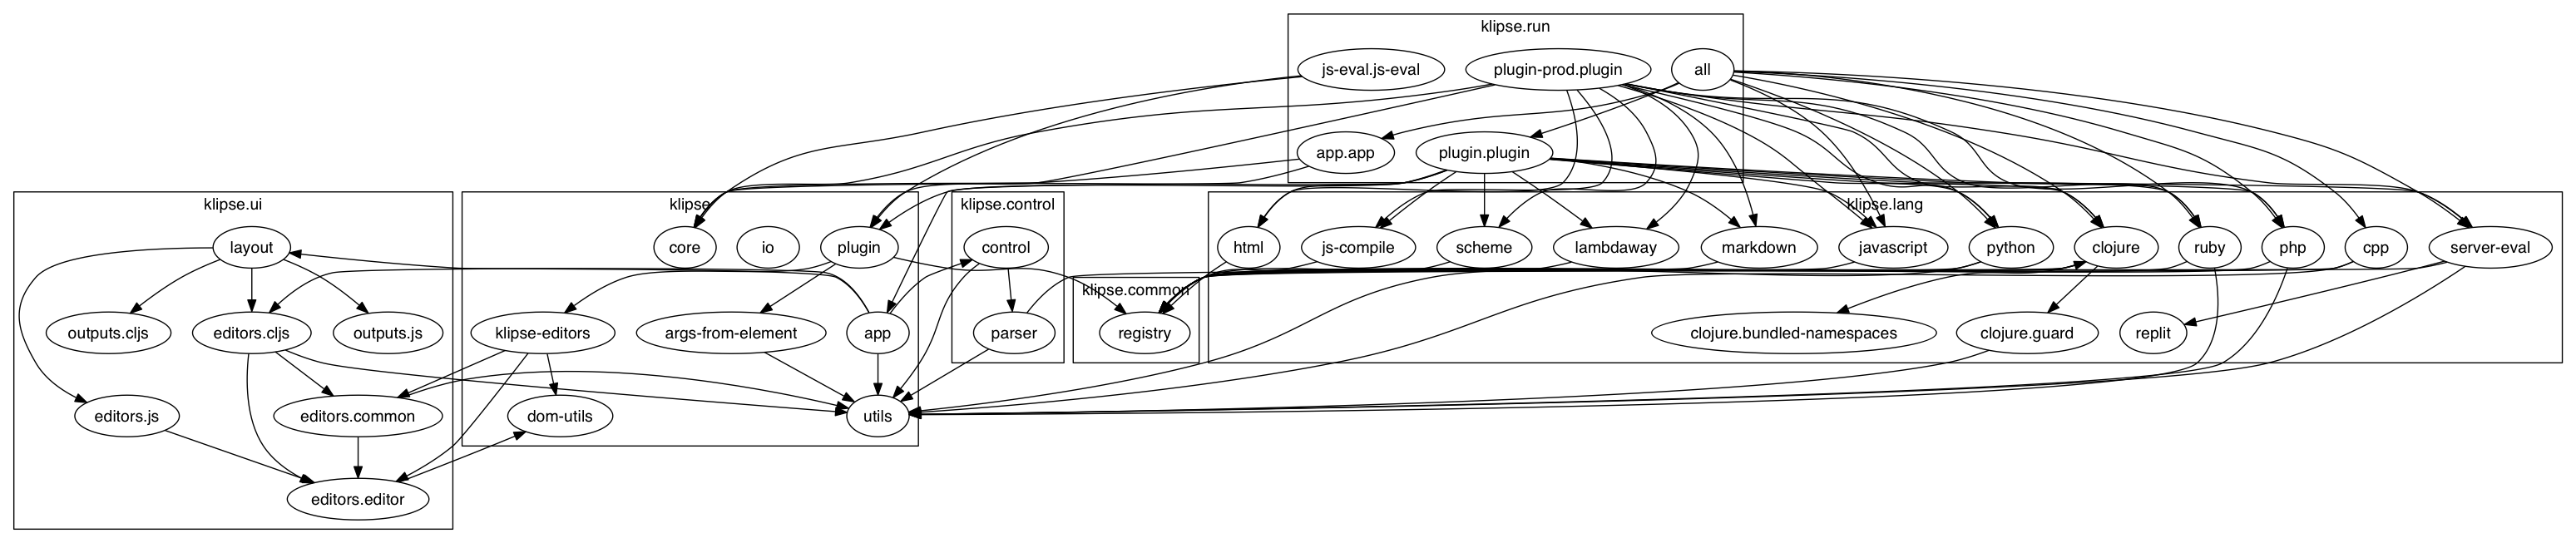 klipse.run
js-eval.js-eval
plugin-prod.plugin
all
app.app
plugin.plugin
klipse.ui
klipse
klipse.control
klipse.lang
layout
core
io
plugin
control
html
js-compile
scheme
lambdaway
markdown
javascript
python
clojure
ruby
php
cpp
server-eval
klipse.common
outputs.cljs
editors.cljs
outputs.js
klipse-editors
args-from-element
app
parser
registry
clojure.bundled-namespaces
clojure.guard
replit
editors.js
editors.common
dom-utils
utils
editors.editor